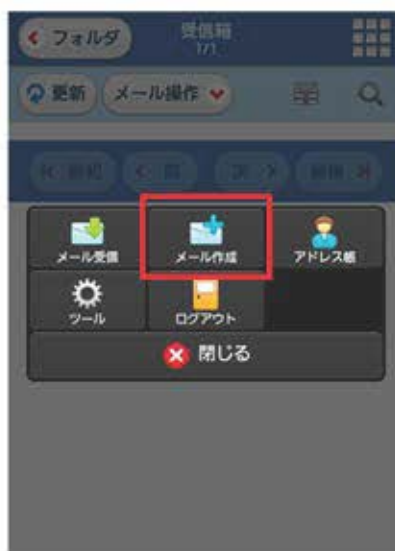 フォルダ
受信箱
1/1
更新
メール操作
最初
前
次
最後
メール受信
メール作成
アドレス帳
ツール
ログアウト
閉じる